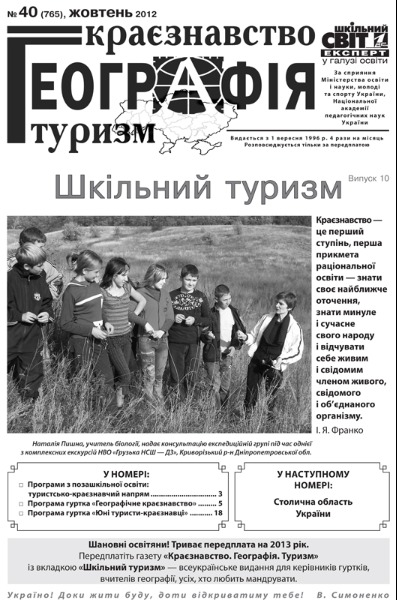 № 40 (765), ЖОВТЕНЬ 2012
краєзнавство
ГЕОГРАФІЯ
туризм
шкільний
СВІТ
ЕКСПЕРТ
у галузі освіти
За сприяння
Міністерства освіти
і науки, молоді
та спорту України,
Національної
академії
педагогічних наук
України
Видається з 1 вересня 1996 р. 4 рази на місяць
Розповсюджується тільки за передплатою
Шкільний туризм
Випуск 10
Краєзнавство —
це перший
ступінь, перша
прикмета
раціональної
освіти — знати
своє найближче
оточення,
знати минуле
і сучасне
свого народу
і відчувати
себе живим
і свідомим
членом живого,
свідомого
і об’єднаного
організму.
І. Я. Франко
Наталія Пишна, учитель біології, надає консультацію експедиційній групі під час однієї
з комплексних екскурсій НВО «Грузька НСШ — ДЗ», Криворізький р-н Дніпропетровської обл.
У НОМЕРІ:
Програми з позашкільної освіти:
туристсько-краєзнавчий напрям ... 3
Програма гуртка «Географічне краєзнавство» ... 5
Програма гуртка «Юні туристи-краєзнавці» ... 18
У НАСТУПНОМУ
НОМЕРІ:
Столична область
України
Шановні освітяни! Триває передплата на 2013 рік.
Передплатіть газету «Краєзнавство. Географія. Туризм»
із вкладкою «Шкільний туризм» — всеукраїнське видання для керівників гуртків,
вчителів географії, усіх, хто любить мандрувати.
Україно! Доки жити буду, доти відкриватиму тебе! В. Симоненко